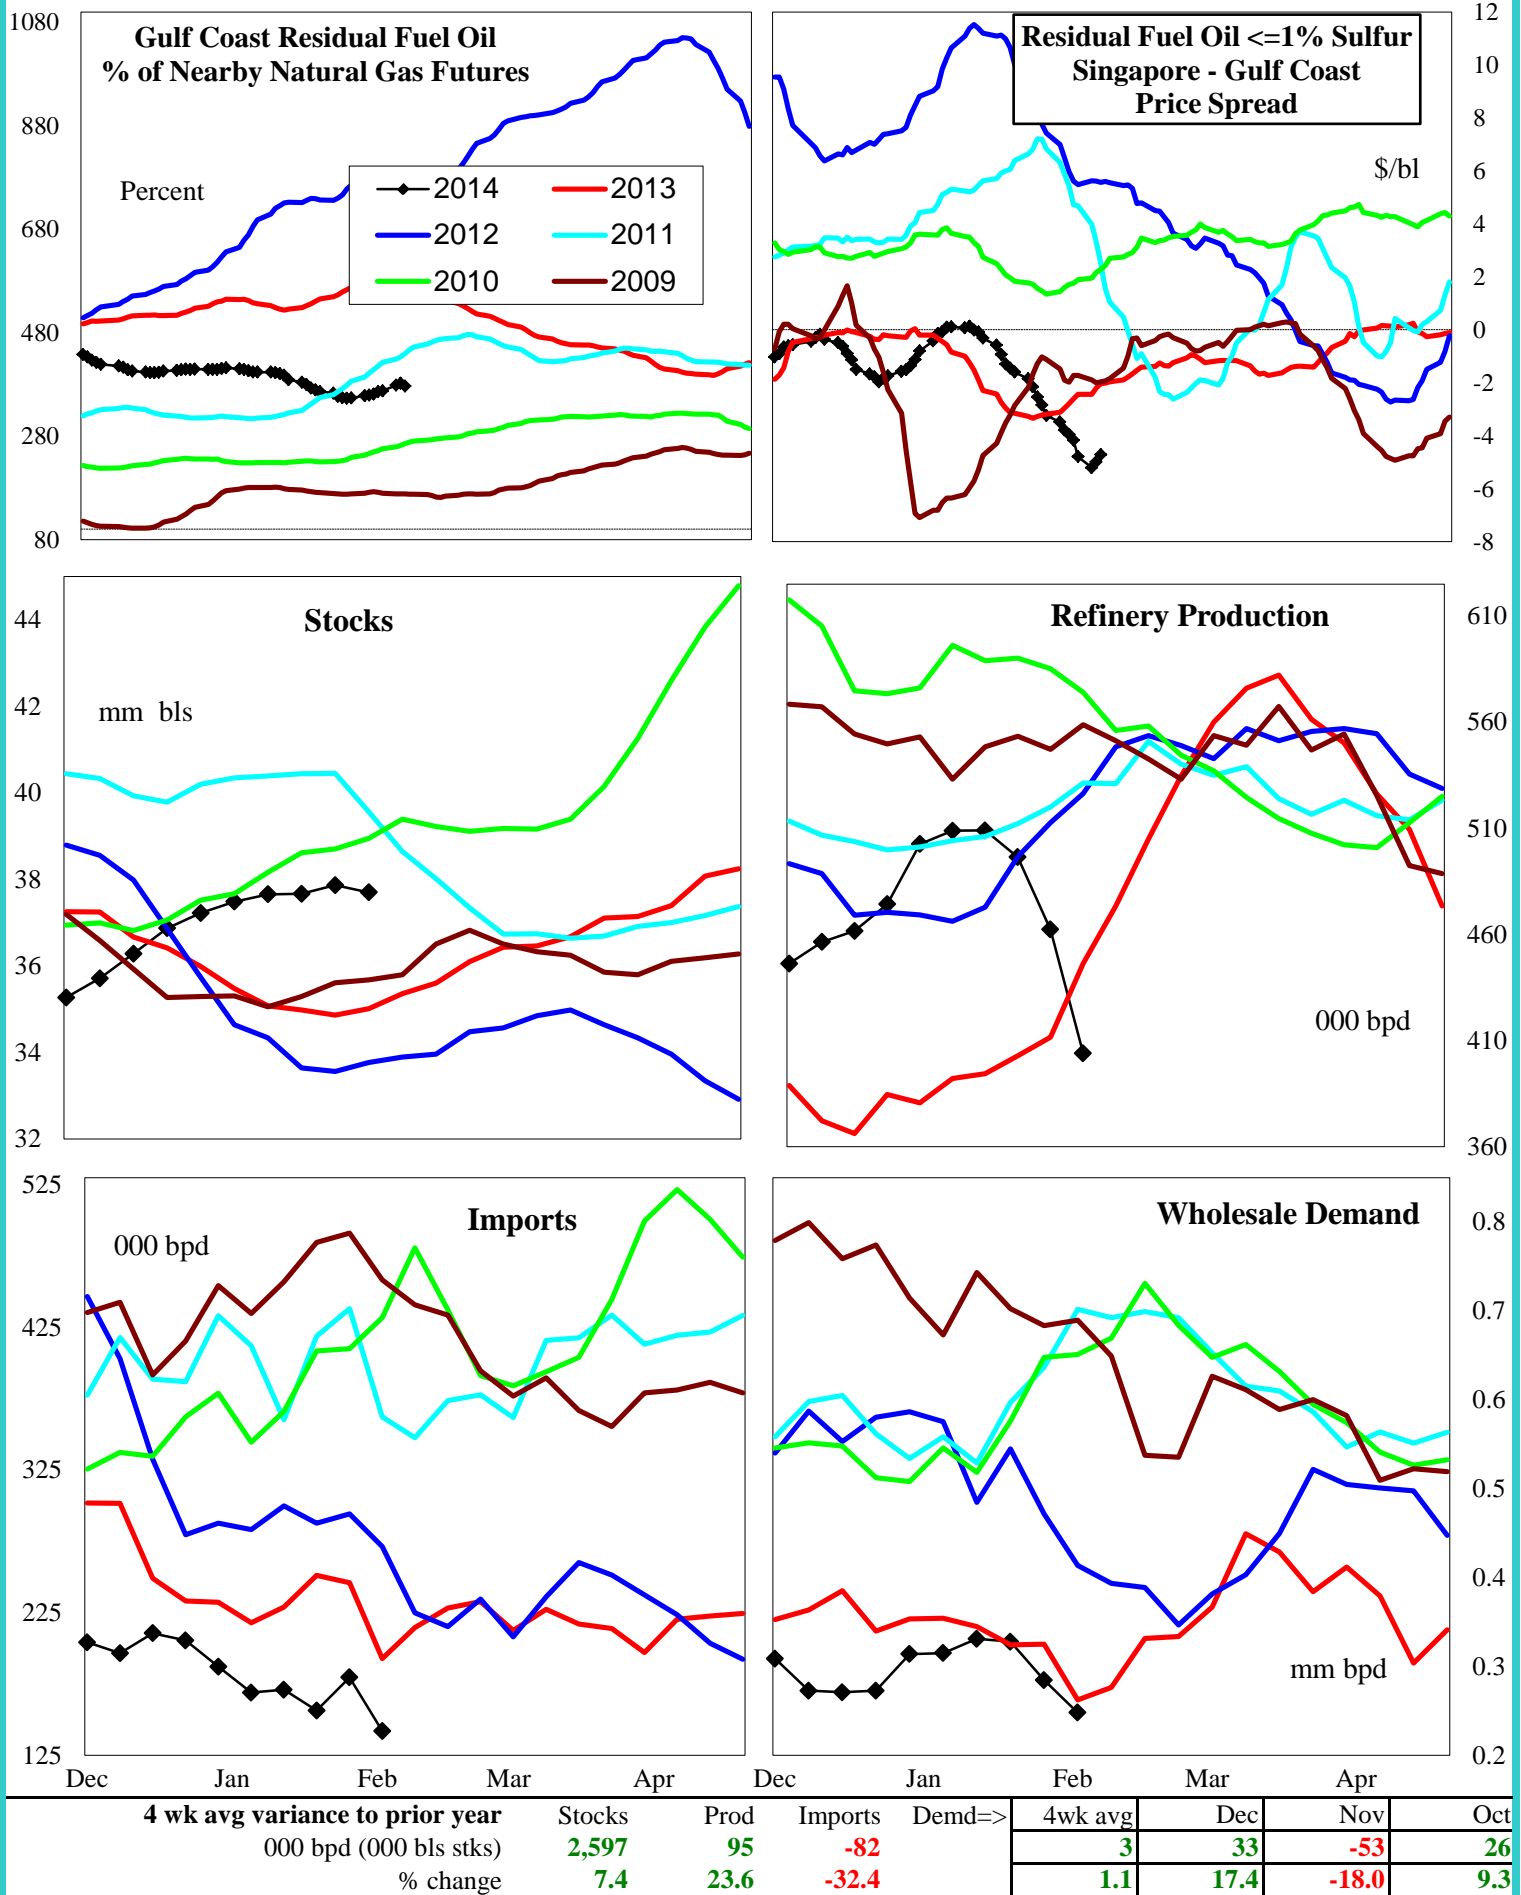 Gulf Coast Residual Fuel Oil
% of Nearby Natural Gas Futures
Percent
1080
880
680
480
280
80
2014
2013
2012
2011
2010
2009
Residual Fuel Oil <=1% Sulfur
Singapore - Gulf Coast
Price Spread
$/bl
12
10
8
6
4
2
0
-2
-4
-6
-8
Stocks
mm bls
44
42
40
38
36
34
32
Refinery Production
000 bpd
610
560
510
460
410
360
Imports
000 bpd
525
425
325
225
125
Dec Jan Feb Mar Apr
Wholesale Demand
mm bpd
0.8
0.7
0.6
0.5
0.4
0.3
0.2
Dec Jan Feb Mar Apr
4 wk avg variance to prior year Stocks Prod Imports Demd=> 4wk avg Dec Nov Oct
000 bpd (000 bls stks) 2,597 95 -82 3 33 -53 26
% change 7.4 23.6 -32.4 1.1 17.4 -18.0 9.3